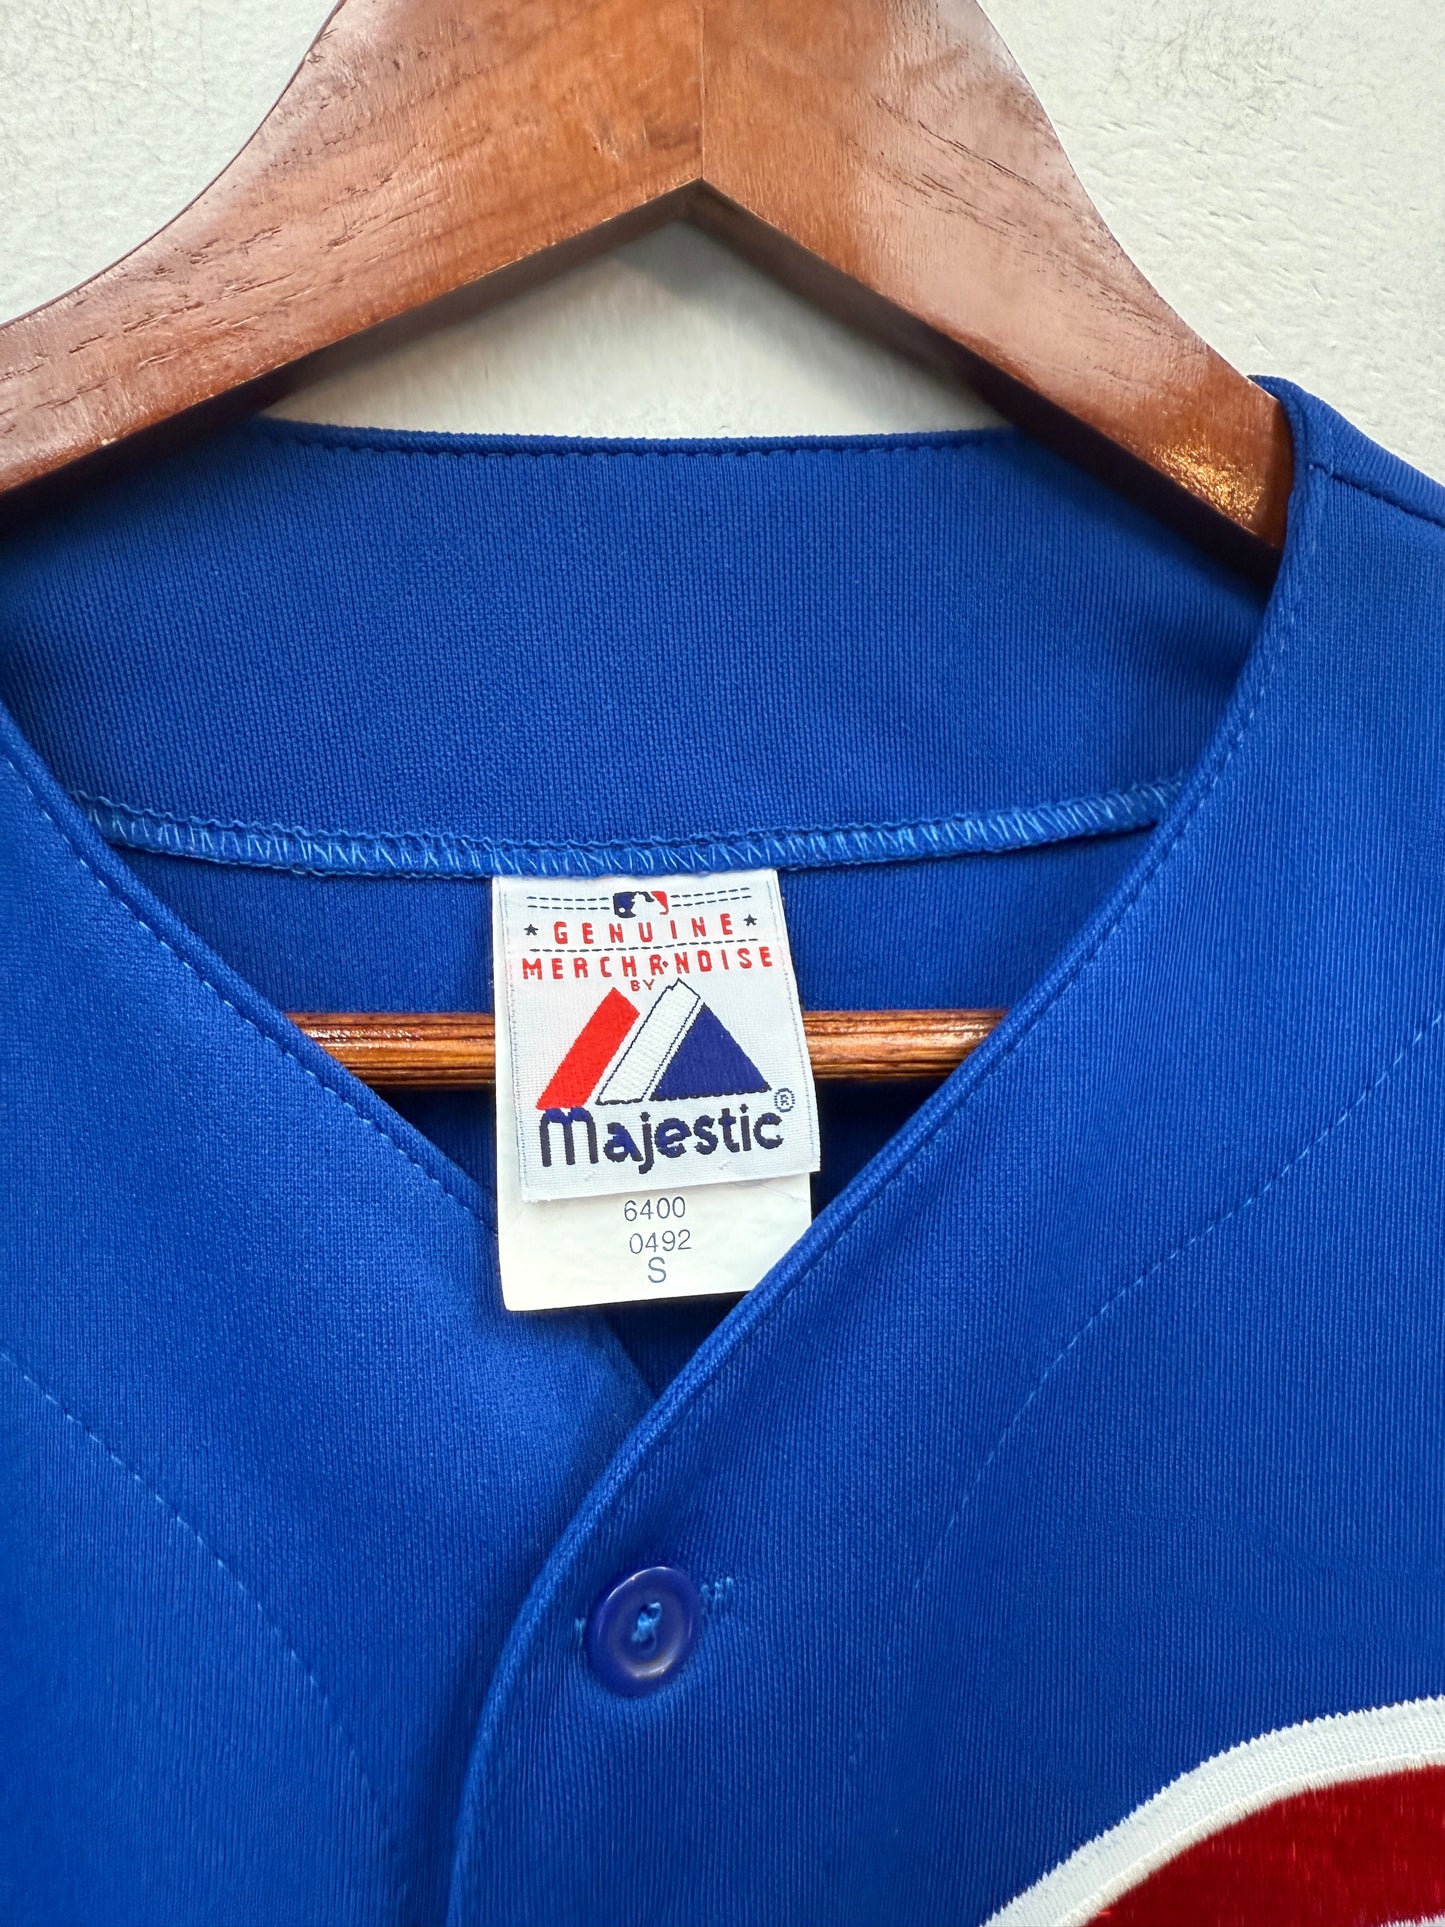 GENUINE
MERCHANDISE
BY
Majestic®
6400
0492
S